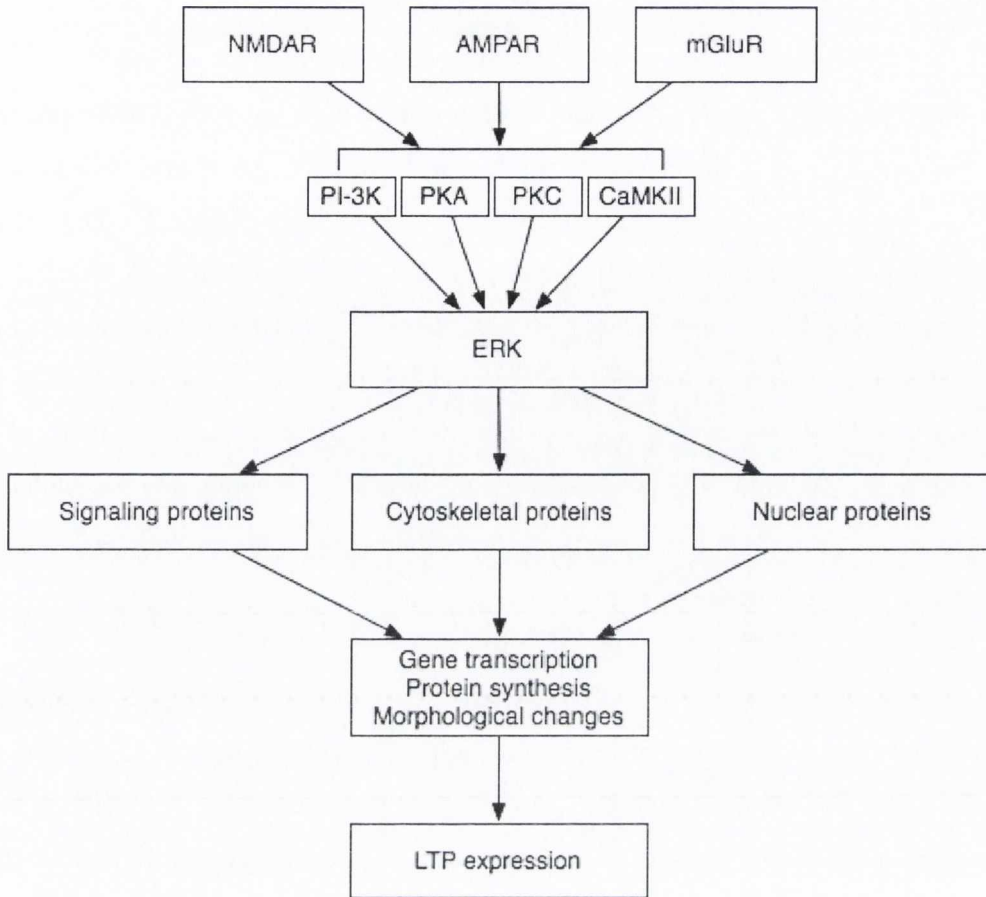 NMDAR
AMPAR
mGluR
PI-3K
PKA
PKC
CaMKII
ERK
Signaling proteins
Cytoskeletal proteins
Nuclear proteins
Gene transcription
Protein synthesis
Morphological changes
LTP expression